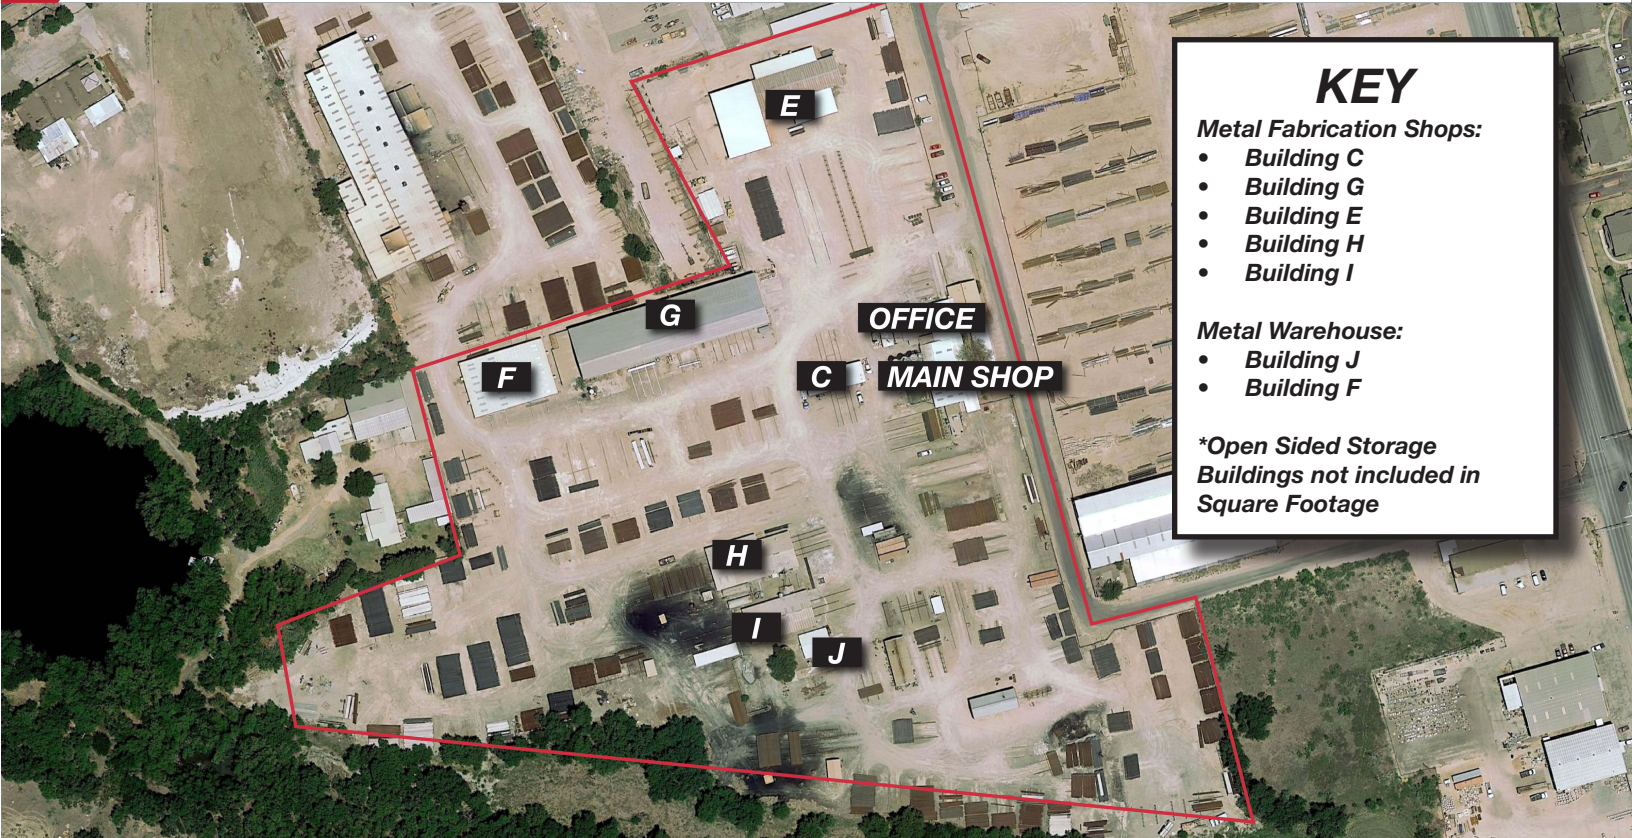 KEY
Metal Fabrication Shops:
• Building C
• Building G
• Building E
• Building H
• Building I
Metal Warehouse:
• Building J
• Building F
*Open Sided Storage
Buildings not included in
Square Footage
E
G
OFFICE
F
C
MAIN SHOP
H
I
J